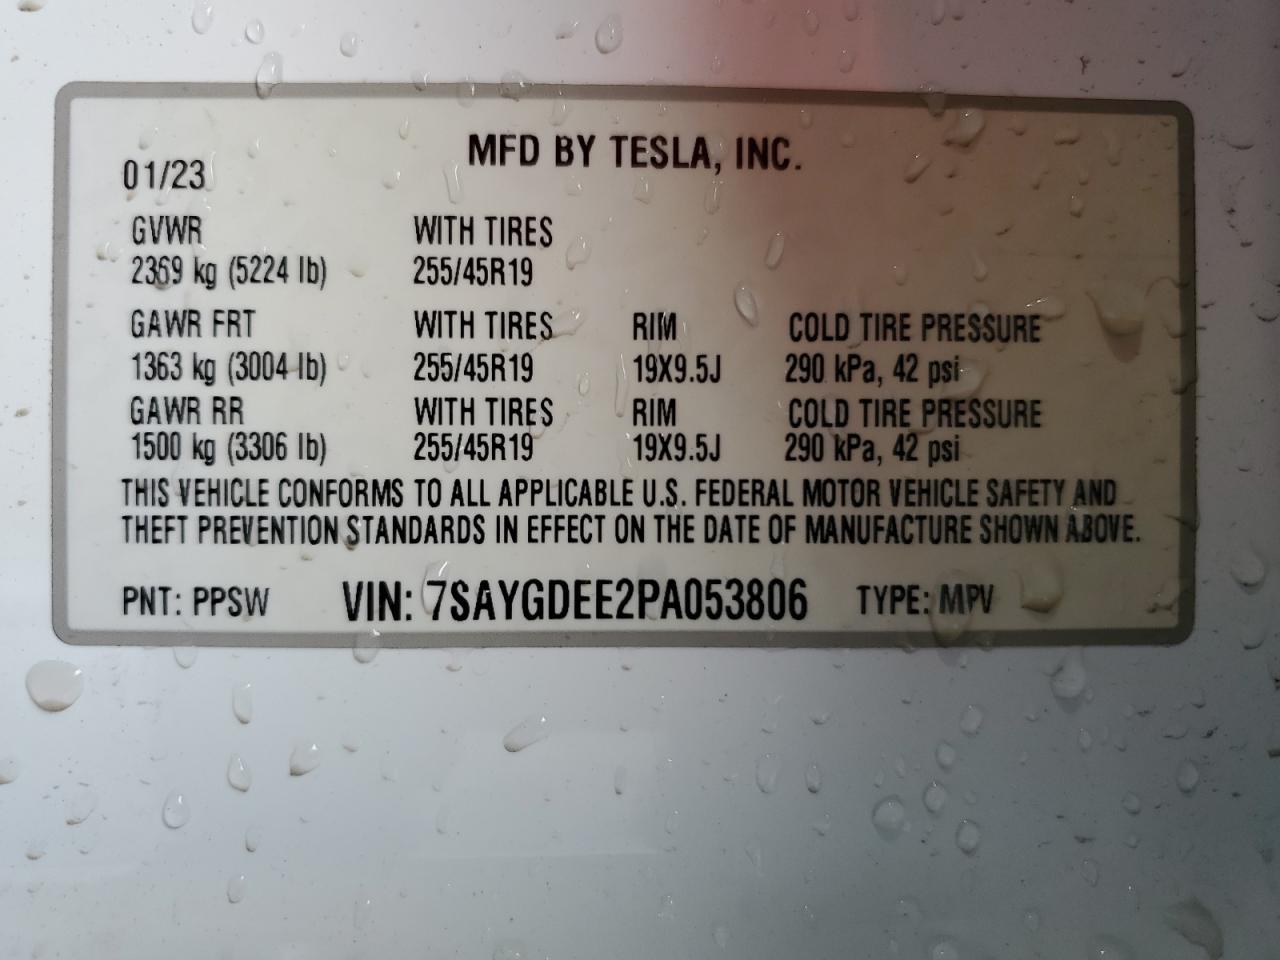 MFD BY TESLA, INC.
01/23
GVWR WITH TIRES
2369 kg (5224 lb) 255/45R19
GAWR FRT WITH TIRES RIM COLD TIRE PRESSURE
1363 kg (3004 lb) 255/45R19 19X9.5J 290 kPa, 42 psi
GAWR RR WITH TIRES RIM COLD TIRE PRESSURE
1500 kg (3306 lb) 255/45R19 19X9.5J 290 kPa, 42 psi
THIS VEHICLE CONFORMS TO ALL APPLICABLE U.S. FEDERAL MOTOR VEHICLE SAFETY AND
THEFT PREVENTION STANDARDS IN EFFECT ON THE DATE OF MANUFACTURE SHOWN ABOVE.
PNT: PPSW VIN: 7SAYGDEE2PA053806 TYPE: MPV